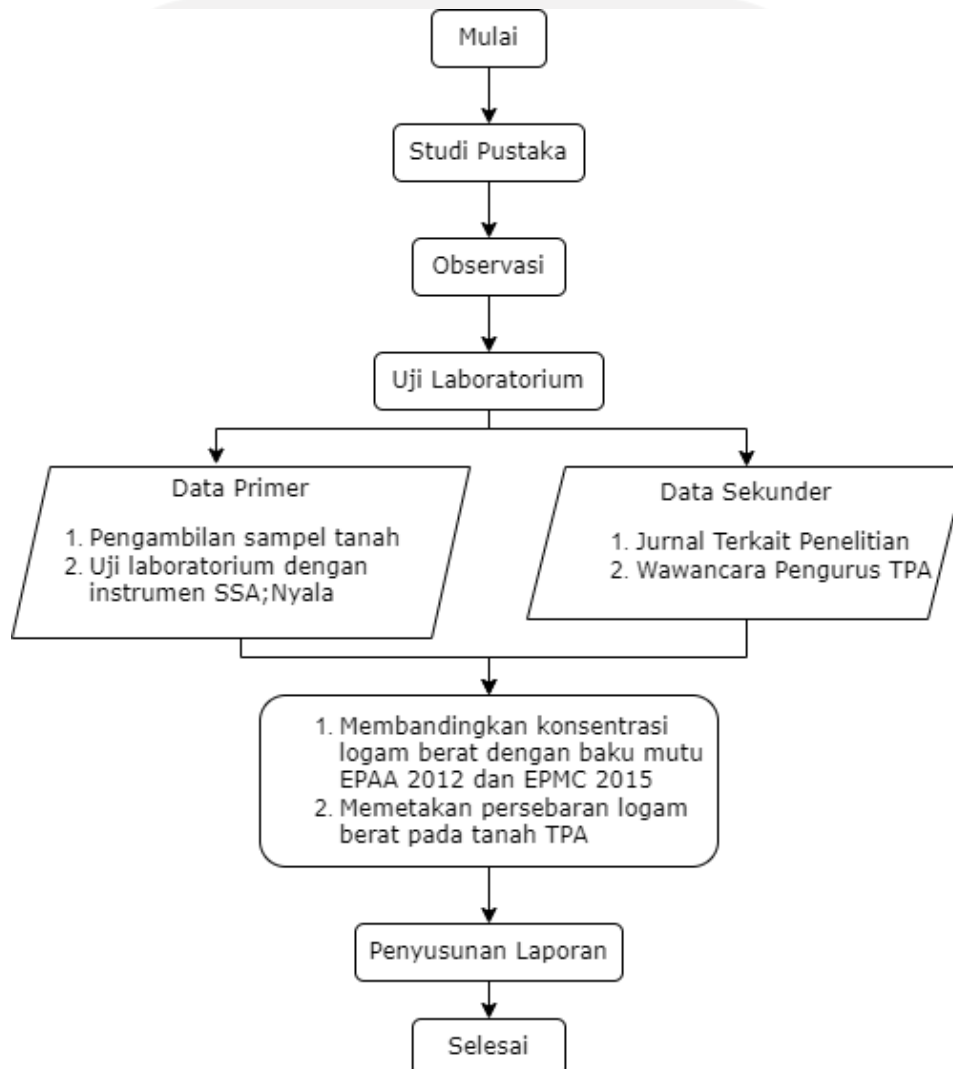 Mulai
Studi Pustaka
Observasi
Uji Laboratorium
Data Primer
1. Pengambilan sampel tanah
2. Uji laboratorium dengan
instrumen SSA;Nyala
Data Sekunder
1. Jurnal Terkait Penelitian
2. Wawancara Pengurus TPA
1. Membandingkan konsentrasi
logam berat dengan baku mutu
EPAA 2012 dan EPMC 2015
2. Memetakan persebaran logam
berat pada tanah TPA
Penyusunan Laporan
Selesai